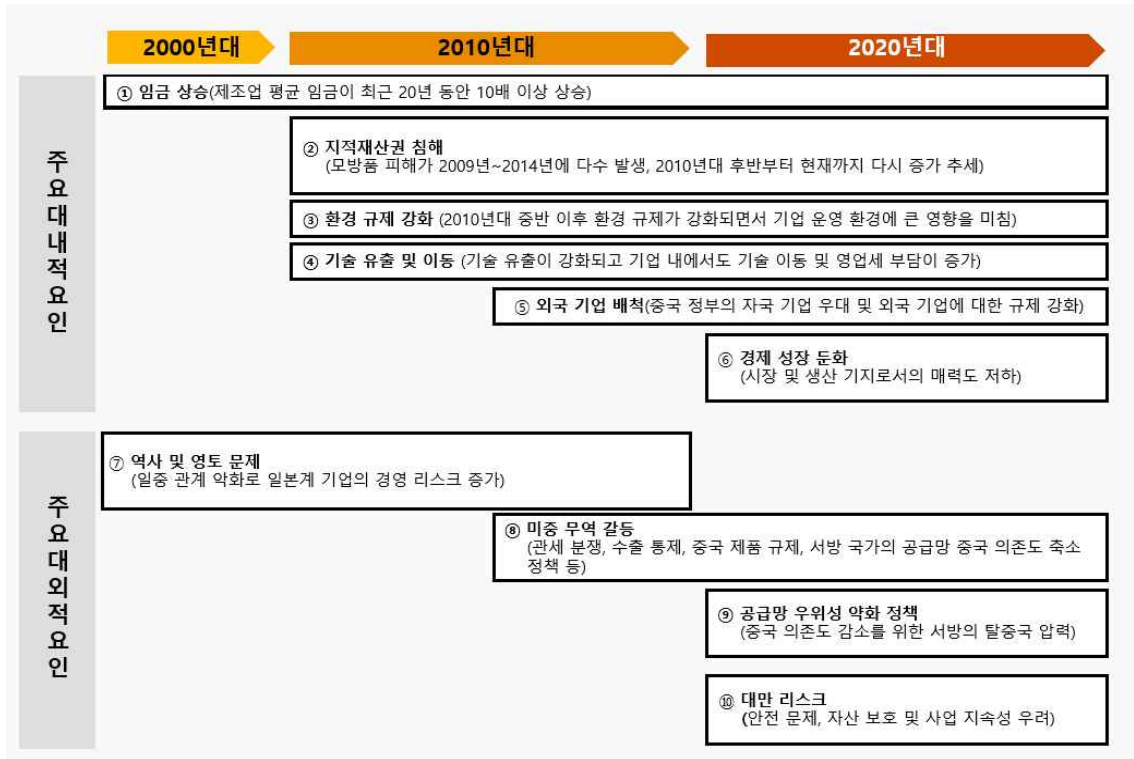 2000년대
2010년대
2020년대
주요대내적요인
① 임금 상승(제조업 평균 임금이 최근 20년 동안 10배 이상 상승)
② 지적재산권 침해
(모방품 피해가 2009년~2014년에 다수 발생, 2010년대 후반부터 현재까지 다시 증가 추세)
③ 환경 규제 강화 (2010년대 중반 이후 환경 규제가 강화되면서 기업 운영 환경에 큰 영향을 미침)
④ 기술 유출 및 이동 (기술 유출이 강화되고 기업 내에서도 기술 이동 및 영업세 부담이 증가)
⑤ 외국 기업 배척(중국 정부의 자국 기업 우대 및 외국 기업에 대한 규제 강화)
⑥ 경제 성장 둔화
(시장 및 생산 기지로서의 매력도 저하)
주요대외적요인
⑦ 역사 및 영토 문제
(일중 관계 악화로 일본계 기업의 경영 리스크 증가)
⑧ 미중 무역 갈등
(관세 분쟁, 수출 통제, 중국 제품 규제, 서방 국가의 공급망 중국 의존도 축소
정책 등)
⑨ 공급망 우위성 약화 정책
(중국 의존도 감소를 위한 서방의 탈중국 압력)
⑩ 대만 리스크
(안전 문제, 자산 보호 및 사업 지속성 우려)